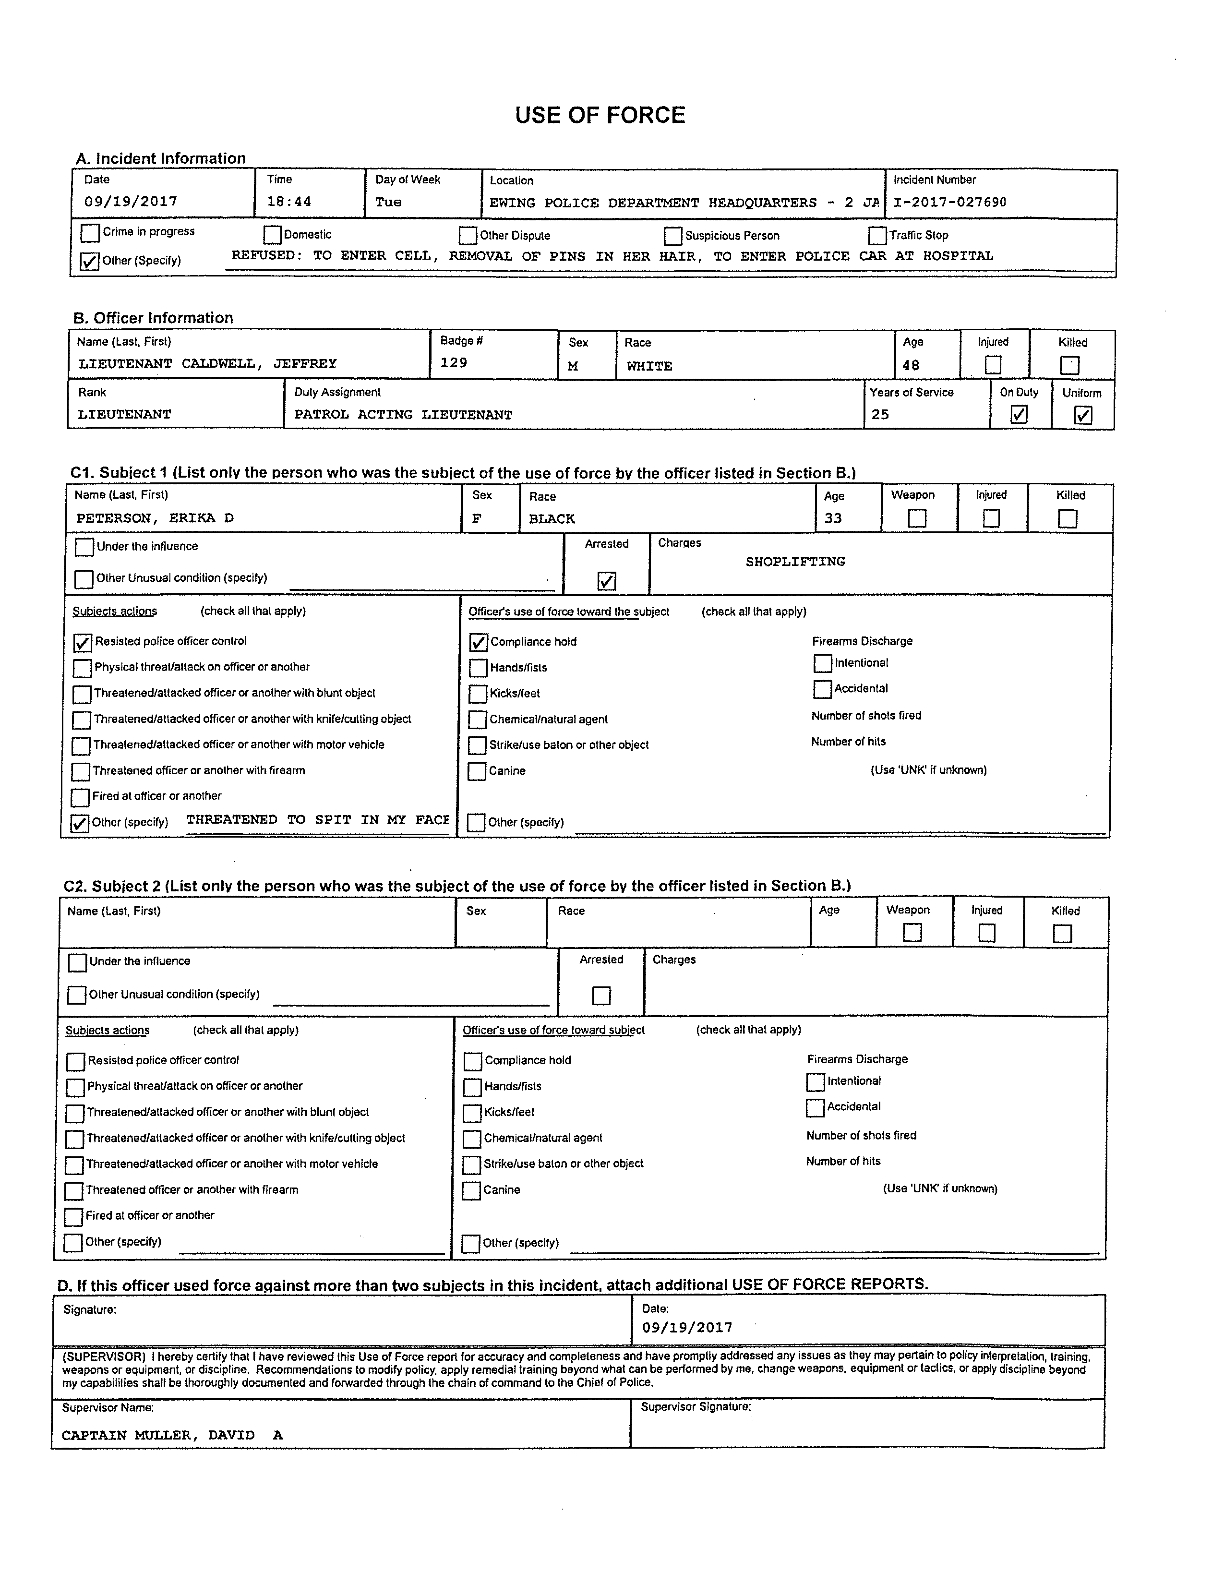 USE OF FORCE
A. Incident Information
Date Time Day of Week Location Incident Number
09/19/2017 18:44 Tue EWING POLICE DEPARTMENT HEADQUARTERS - 2 JA I-2017-027690
Crime in progress Domestic Other Dispute Suspicious Person Traffic Stop
Other (Specify) REFUSED: TO ENTER CELL, REMOVAL OF PINS IN HER HAIR, TO ENTER POLICE CAR AT HOSPITAL
B. Officer Information
Name (Last, First) Badge # Sex Race Age Injured Killed
LIEUTENANT CALDWELL, JEFFREY 129 M WHITE 48
Rank Duty Assignment Years of Service On Duty Uniform
LIEUTENANT PATROL ACTING LIEUTENANT 25
C1. Subject 1 (List only the person who was the subject of the use of force by the officer listed in Section B.)
Name (Last, First) Sex Race Age Weapon Injured Killed
PETERSON, ERIKA D F BLACK 33
Under the influence Arrested Charges
SHOPLIFTING
Other Unusual condition (specify)
Subjects actions (check all that apply) Officer's use of force toward the subject (check all that apply)
Resisted police officer control Compliance hold Firearms Discharge
Physical threat/attack on officer or another Hands/fists Intentional
Threatened/attacked officer or another with blunt object Kicks/feet Accidental
Threatened/attacked officer or another with knife/cutting object Chemical/natural agent Number of shots fired
Threatened/attacked officer or another with motor vehicle Strike/use baton or other object Number of hits
Threatened officer or another with firearm Canine (Use 'UNK' if unknown)
Fired at officer or another
Other (specify) THREATENED TO SPIT IN MY FACE Other (specify)
C2. Subject 2 (List only the person who was the subject of the use of force by the officer listed in Section B.)
Name (Last, First) Sex Race Age Weapon Injured Killed
Under the influence Arrested Charges
Other Unusual condition (specify)
Subjects actions (check all that apply) Officer's use of force toward subject (check all that apply)
Resisted police officer control Compliance hold Firearms Discharge
Physical threat/attack on officer or another Hands/fists Intentional
Threatened/attacked officer or another with blunt object Kicks/feet Accidental
Threatened/attacked officer or another with knife/cutting object Chemical/natural agent Number of shots fired
Threatened/attacked officer or another with motor vehicle Strike/use baton or other object Number of hits
Threatened officer or another with firearm Canine (Use 'UNK' if unknown)
Fired at officer or another
Other (specify) Other (specify)
D. If this officer used force against more than two subjects in this incident, attach additional USE OF FORCE REPORTS.
Signature: Date:
09/19/2017
(SUPERVISOR) I hereby certify that I have reviewed this Use of Force report for accuracy and completeness and have promptly addressed any issues as they may pertain to policy interpretation, training,
weapons or equipment, or discipline. Recommendations to modify policy, apply remedial training beyond what can be performed by me, change weapons, equipment or tactics, or apply discipline beyond
my capabilities shall be thoroughly documented and forwarded through the chain of command to the Chief of Police.
Supervisor Name: Supervisor Signature:
CAPTAIN MULLER, DAVID A